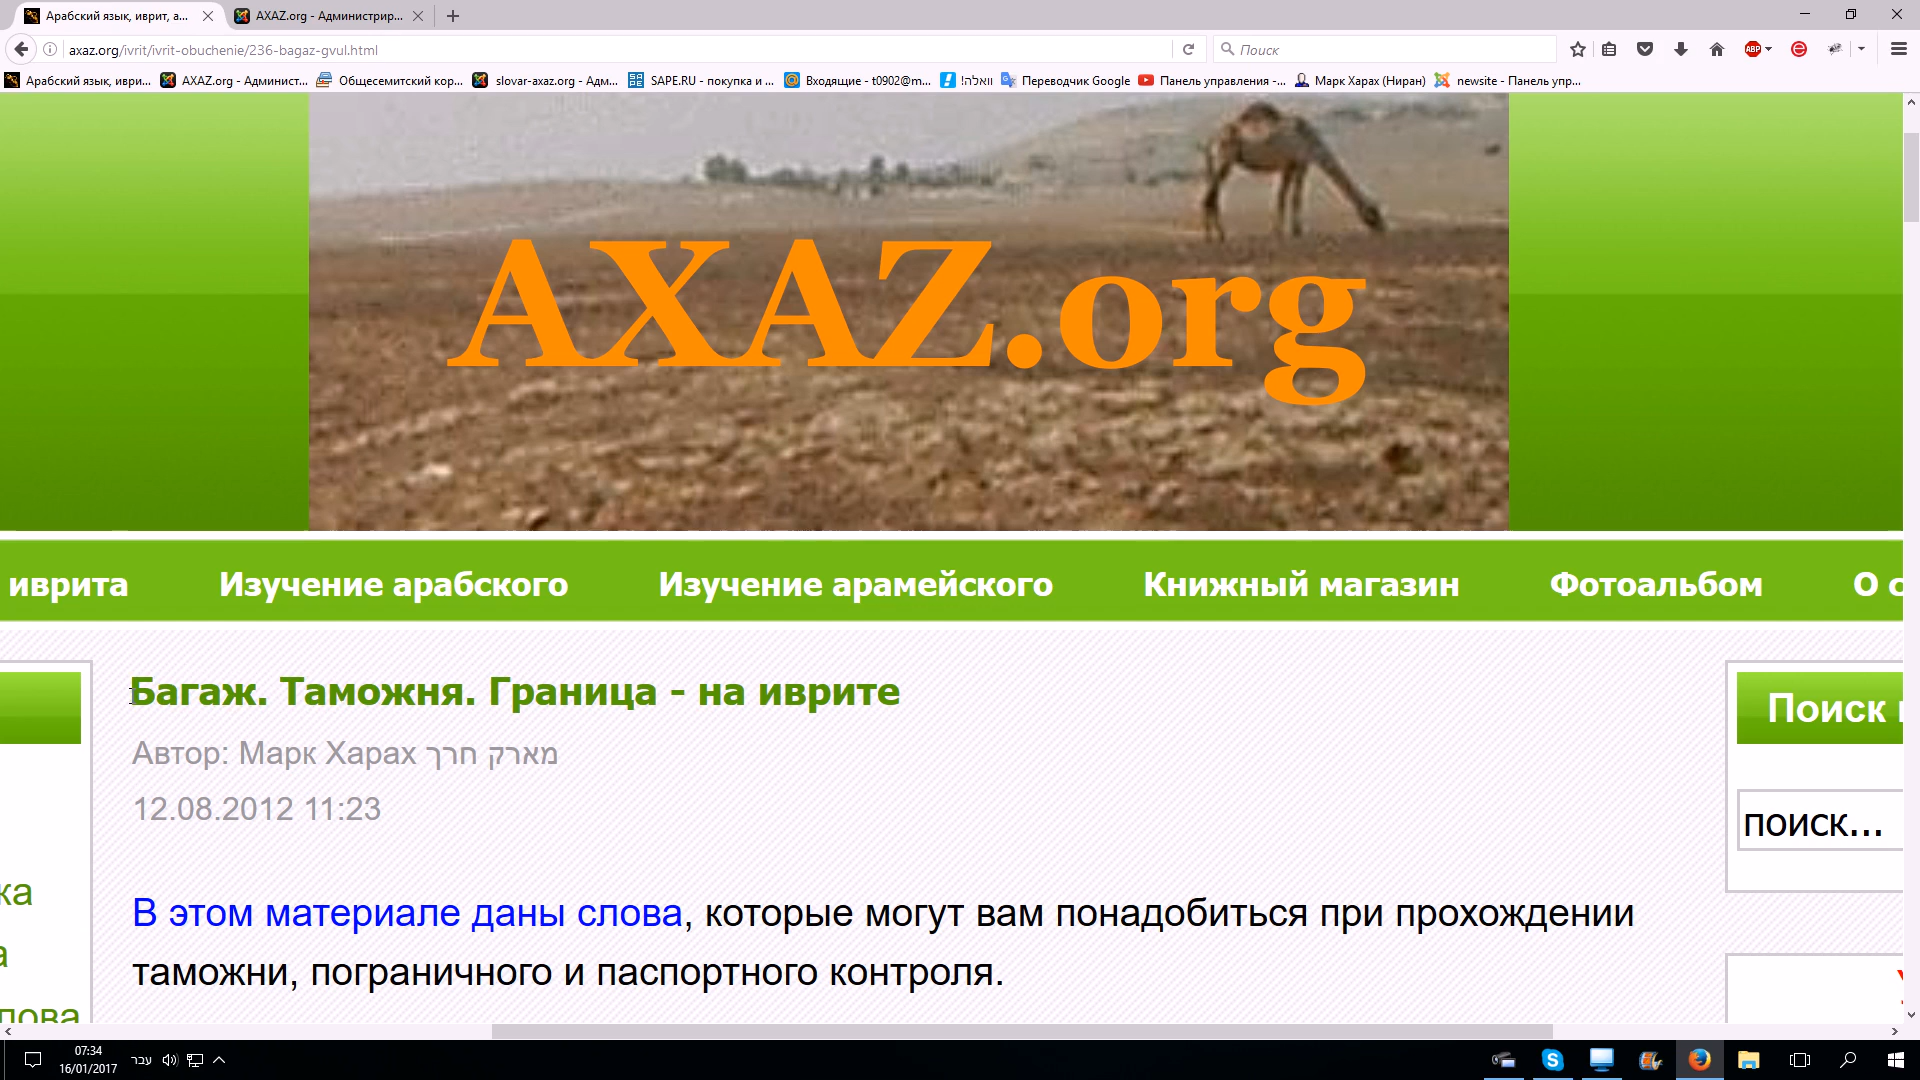 Арабский язык, иврит, а...
AXAZ.org - Администрир...
axaz.org/ivrit/ivrit-obuchenie/236-bagaz-gvul.html
Поиск
ABP
Арабский язык, иври...
AXAZ.org - Админист...
Общесемитский кор...
slovar-axaz.org - Адм...
SAPE.RU - покупка и ...
Входящие - t0902@m...
וואלה!
Переводчик Google
Панель управления -...
Марк Харах (Ниран)
newsite - Панель упр...
AXAZ.org
иврита
Изучение арабского
Изучение арамейского
Книжный магазин
Фотоальбом
О с
Багаж. Таможня. Граница - на иврите
Автор: Марк Харах מארק חרך
12.08.2012 11:23
В этом материале даны слова, которые могут вам понадобиться при прохождении
таможни, пограничного и паспортного контроля.
Поиск
поиск...
ка
а
лова
07:34
16/01/2017
עבר